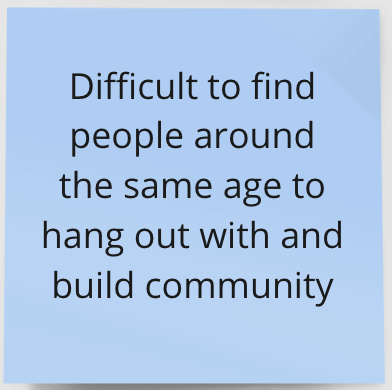 Difficult to find
people around
the same age to
hang out with and
build community